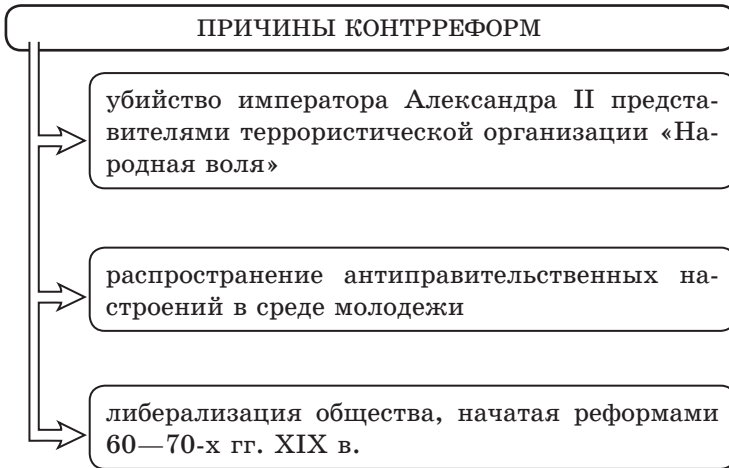 ПРИЧИНЫ КОНТРРЕФОРМ
убийство императора Александра II предста-
вителями террористической организации «На-
родная воля»
распространение антиправительственных на-
строений в среде молодежи
либерализация общества, начатая реформами
60—70-х гг. XIX в.